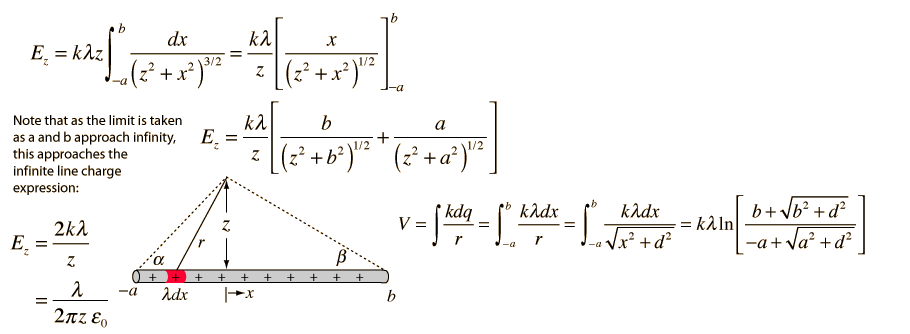 E_z = kλz ∫_{-a}^{b} dx / (z² + x²)^{3/2} = kλ/z [ x / (z² + x²)^{1/2} ]_{-a}^{b}
Note that as the limit is taken
as a and b approach infinity,
this approaches the
infinite line charge
expression:
E_z = kλ/z [ b / (z² + b²)^{1/2} + a / (z² + a²)^{1/2} ]
E_z = 2kλ / z
= λ / 2πz ε₀
z
r
α
β
+ + + + + + + + + +
-a
λdx
x
b
V = ∫ kdq / r = ∫_{-a}^{b} kλdx / r = ∫_{-a}^{b} kλdx / √(x² + d²) = kλ ln [ (b + √(b² + d²)) / (-a + √(a² + d²)) ]